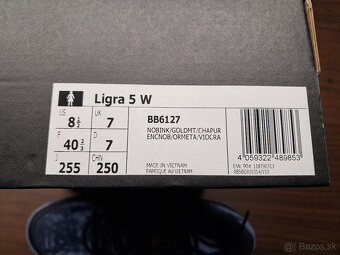 Ligra 5 W
US
8½
UK
7
F
40⅔
D
7
J
255
CHN
250
BB6127
NOBINK/GOLDMT/CHAPUR
ENCNOB/ORMETA/VIOCRA
MADE IN VIETNAM
FABRIQUÉ AU VIETNAM
4 059322 489853
bazos.sk